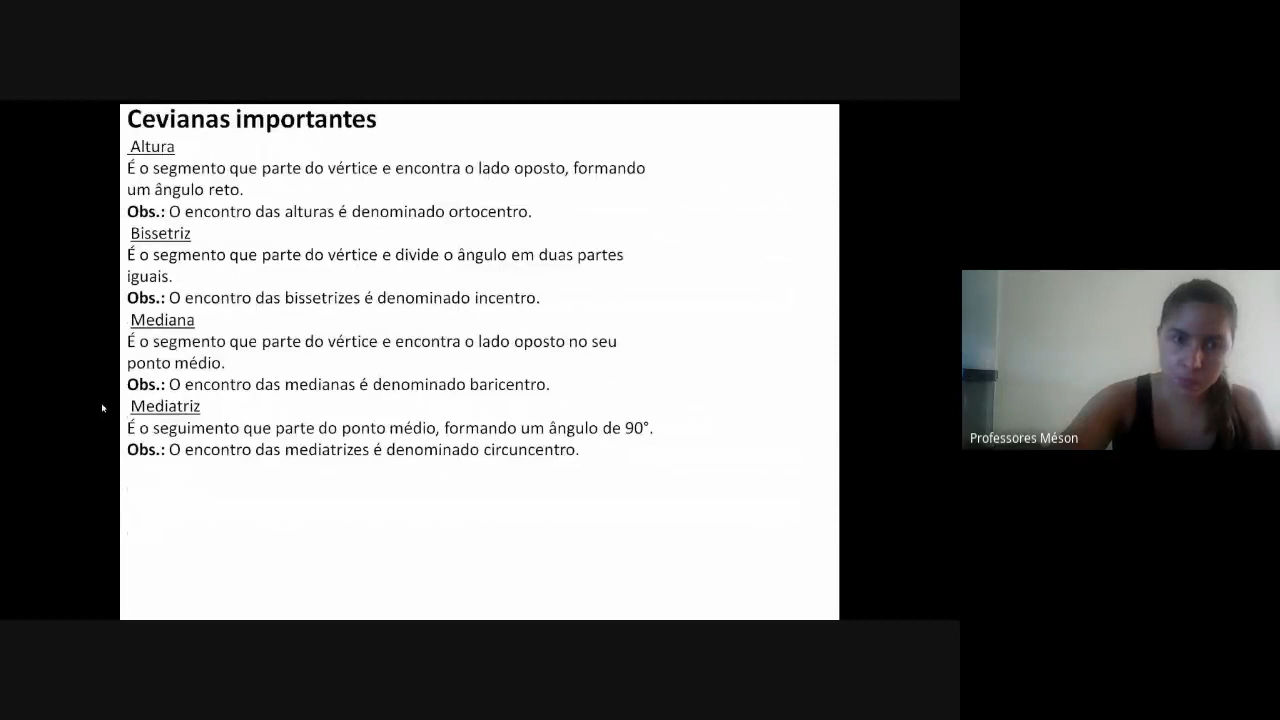 Cevianas importantes
Altura
É o segmento que parte do vértice e encontra o lado oposto, formando
um ângulo reto.
Obs.: O encontro das alturas é denominado ortocentro.
Bissetriz
É o segmento que parte do vértice e divide o ângulo em duas partes
iguais.
Obs.: O encontro das bissetrizes é denominado incentro.
Mediana
É o segmento que parte do vértice e encontra o lado oposto no seu
ponto médio.
Obs.: O encontro das medianas é denominado baricentro.
Mediatriz
É o seguimento que parte do ponto médio, formando um ângulo de 90°.
Obs.: O encontro das mediatrizes é denominado circuncentro.
Professores Méson